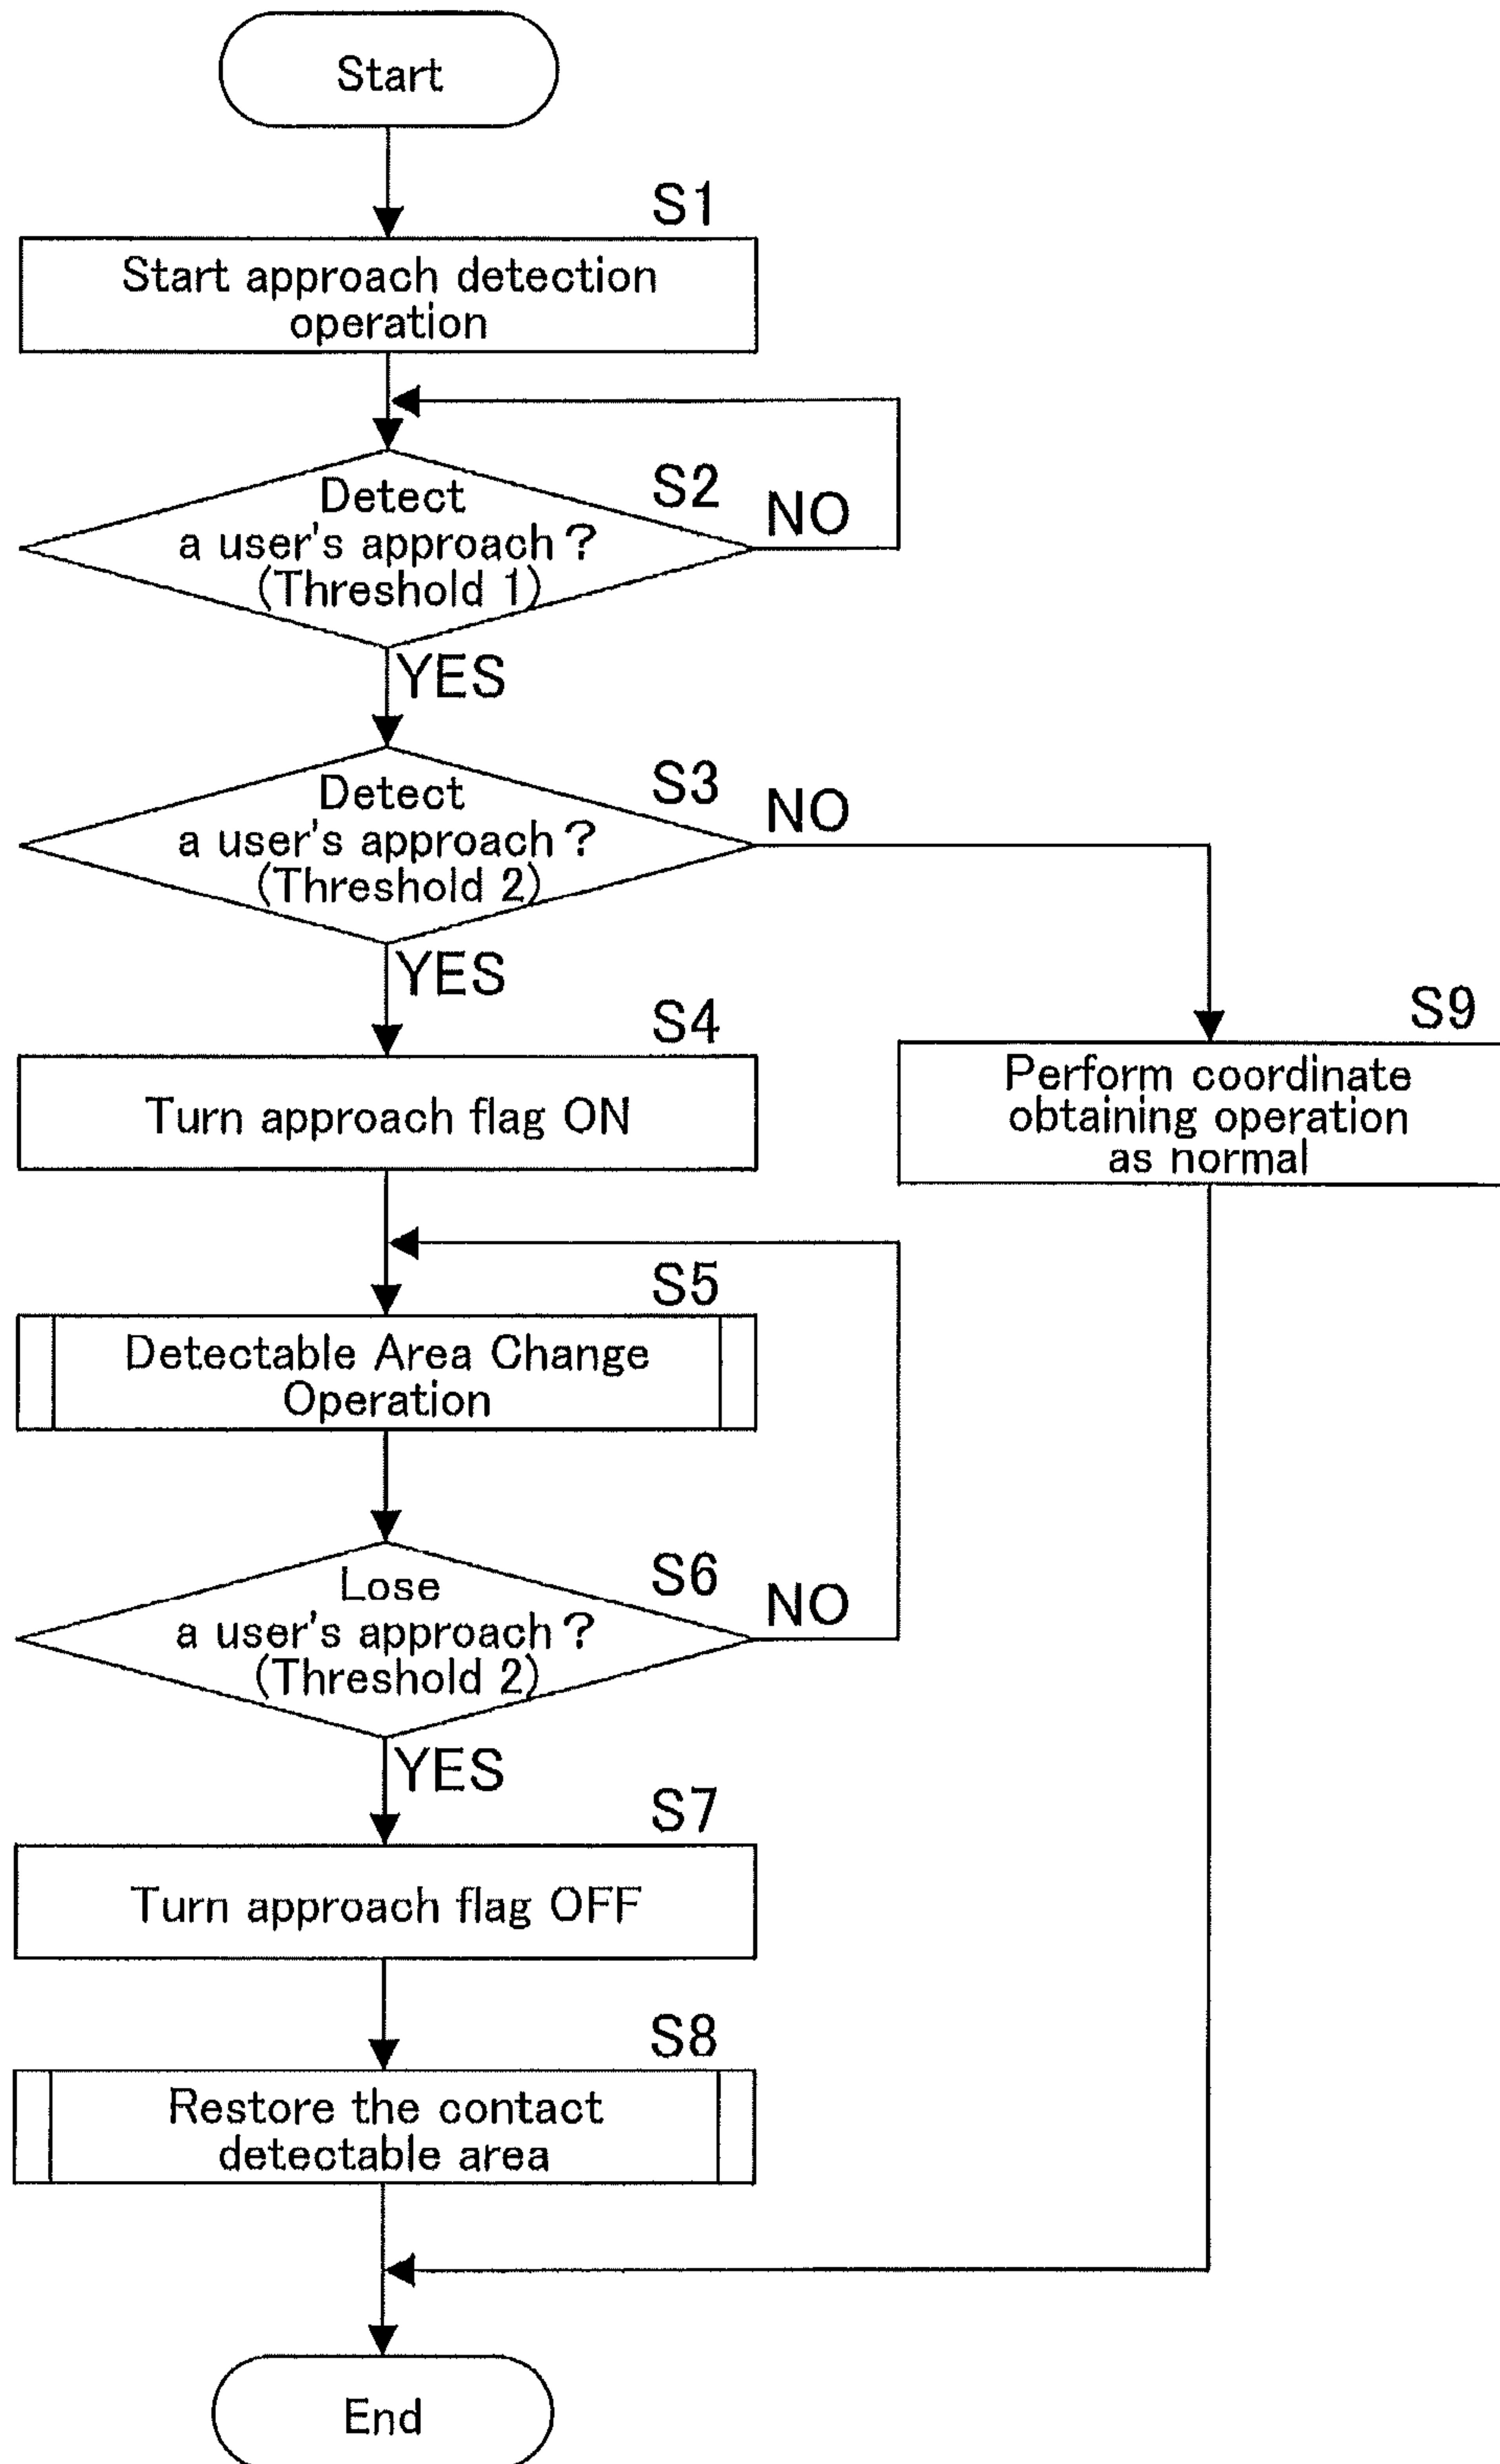 Start
S1
Start approach detection
operation
S2
Detect
a user's approach?
(Threshold 1)
NO
YES
S3
Detect
a user's approach?
(Threshold 2)
NO
YES
S4
Turn approach flag ON
S9
Perform coordinate
obtaining operation
as normal
S5
Detectable Area Change
Operation
S6
Lose
a user's approach?
(Threshold 2)
NO
YES
S7
Turn approach flag OFF
S8
Restore the contact
detectable area
End